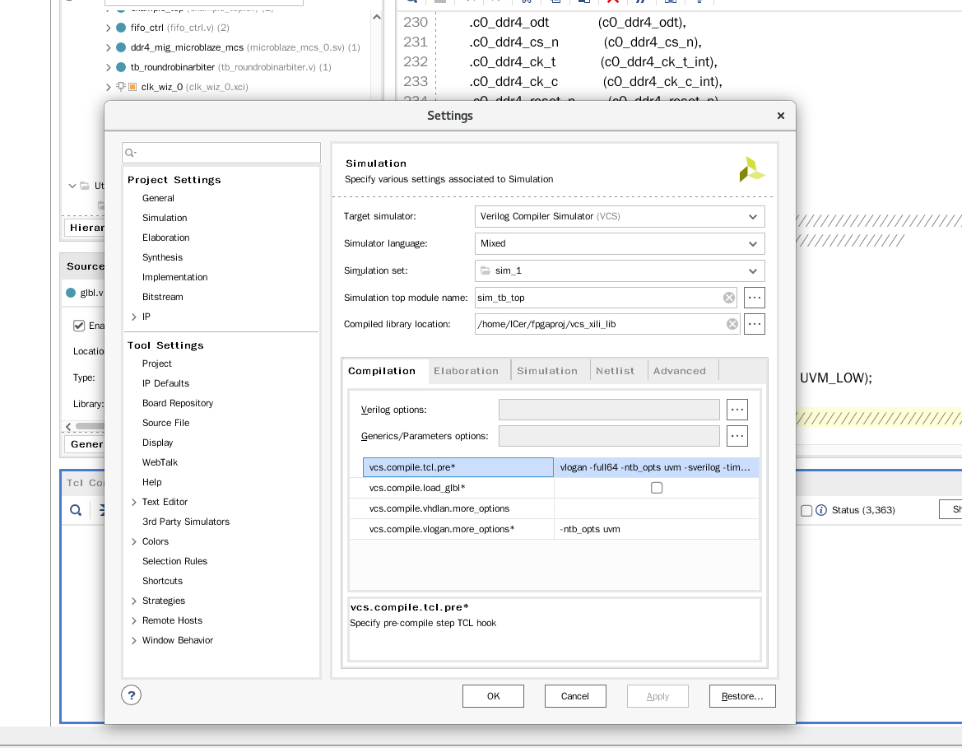 fifo_ctrl (fifo_ctrl.v) (2)
ddr4_mig_microblaze_mcs (microblaze_mcs_0.sv) (1)
tb_roundrobinarbiter (tb_roundrobinarbiter.v) (1)
clk_wiz_0 (clk_wiz_0.xci)
230 .c0_ddr4_odt (c0_ddr4_odt),
231 .c0_ddr4_cs_n (c0_ddr4_cs_n),
232 .c0_ddr4_ck_t (c0_ddr4_ck_t_int),
233 .c0_ddr4_ck_c (c0_ddr4_ck_c_int),
234 .c0_ddr4_reset_n (c0_ddr4_reset_n)
Ut
Hierar
Source
glbl.v
Ena
Locatio
Type:
Library:
Gener
Tcl Co
Settings
Q-
Project Settings
General
Simulation
Elaboration
Synthesis
Implementation
Bitstream
IP
Tool Settings
Project
IP Defaults
Board Repository
Source File
Display
WebTalk
Help
Text Editor
3rd Party Simulators
Colors
Selection Rules
Shortcuts
Strategies
Remote Hosts
Window Behavior
Simulation
Specify various settings associated to Simulation
Target simulator: Verilog Compiler Simulator (VCS)
Simulator language: Mixed
Simulation set: sim_1
Simulation top module name: sim_tb_top
Compiled library location: /home/ICer/fpgaproj/vcs_xili_lib
Compilation Elaboration Simulation Netlist Advanced
Verilog options:
Generics/Parameters options:
vcs.compile.tcl.pre* vlogan -full64 -ntb_opts uvm -sverilog -tim...
vcs.compile.load_glbl*
vcs.compile.vhdlan.more_options
vcs.compile.vlogan.more_options* -ntb_opts uvm
vcs.compile.tcl.pre*
Specify pre-compile step TCL hook
? OK Cancel Apply Restore...
////////////////////////
////////////////
UVM_LOW);
////////////////////////
Status (3,363)
Sh